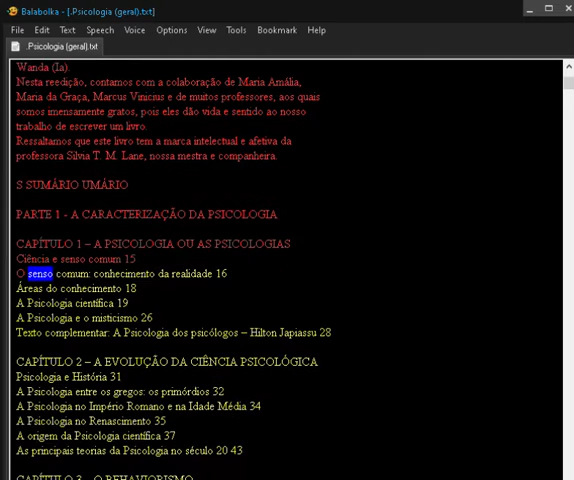 Balabolka - [.Psicologia (geral).txt]
File Edit Text Speech Voice Options View Tools Bookmark Help
.Psicologia (geral).txt
Wanda (Ia).
Nesta reedição, contamos com a colaboração de Maria Amália,
Maria da Graça, Marcus Vinicius e de muitos professores, aos quais
somos imensamente gratos, pois eles dão vida e sentido ao nosso
trabalho de escrever um livro.
Ressaltamos que este livro tem a marca intelectual e afetiva da
professora Silvia T. M. Lane, nossa mestra e companheira.
S SUMÁRIO UMÁRIO
PARTE 1 - A CARACTERIZAÇÃO DA PSICOLOGIA
CAPÍTULO 1 – A PSICOLOGIA OU AS PSICOLOGIAS
Ciência e senso comum 15
O senso comum: conhecimento da realidade 16
Áreas do conhecimento 18
A Psicologia científica 19
A Psicologia e o misticismo 26
Texto complementar: A Psicologia dos psicólogos – Hilton Japiassu 28
CAPÍTULO 2 – A EVOLUÇÃO DA CIÊNCIA PSICOLÓGICA
Psicologia e História 31
A Psicologia entre os gregos: os primórdios 32
A Psicologia no Império Romano e na Idade Média 34
A Psicologia no Renascimento 35
A origem da Psicologia científica 37
As principais teorias da Psicologia no século 20 43
CAPÍTULO 3 – O BEHAVIORISMO